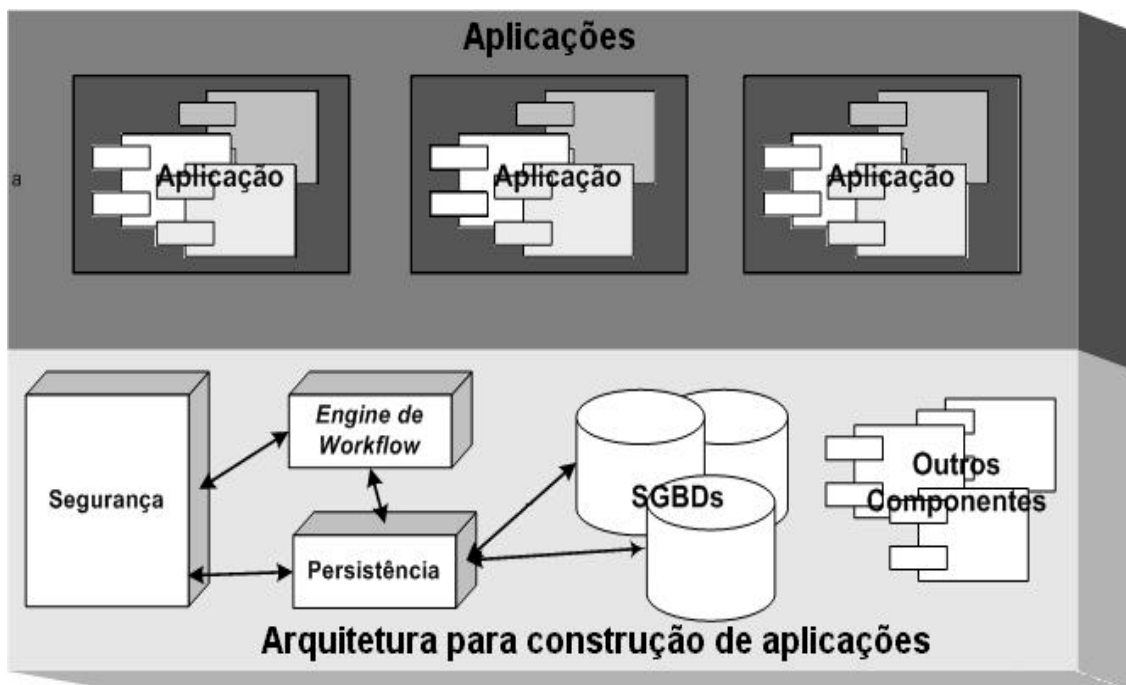 Aplicações
a
Aplicação
Aplicação
Aplicação
Segurança
Engine de
Workflow
Persistência
SGBDs
Outros
Componentes
Arquitetura para construção de aplicações